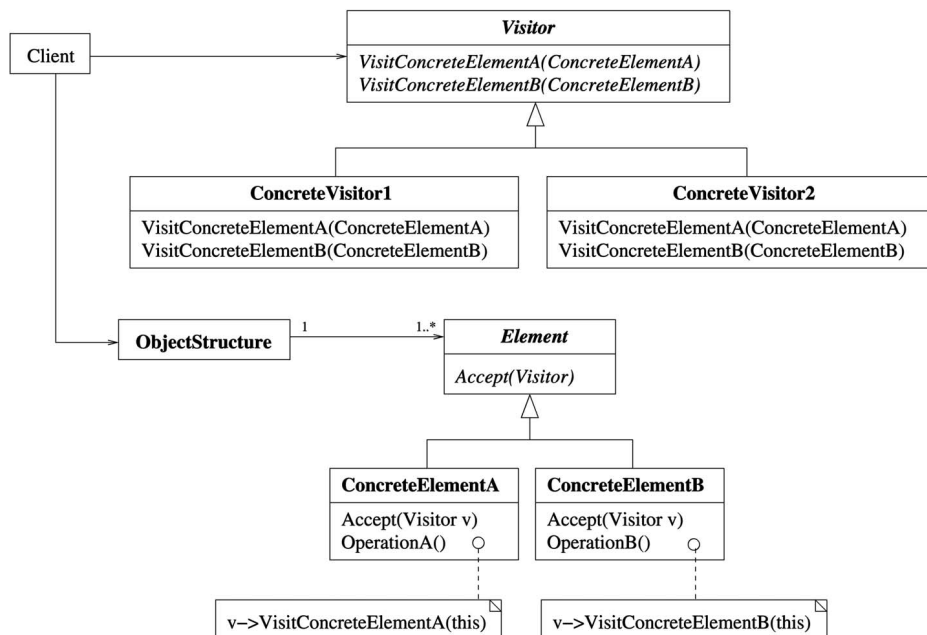 Client
Visitor
VisitConcreteElementA(ConcreteElementA)
VisitConcreteElementB(ConcreteElementB)
ConcreteVisitor1
VisitConcreteElementA(ConcreteElementA)
VisitConcreteElementB(ConcreteElementB)
ConcreteVisitor2
VisitConcreteElementA(ConcreteElementA)
VisitConcreteElementB(ConcreteElementB)
ObjectStructure
1
1..*
Element
Accept(Visitor)
ConcreteElementA
Accept(Visitor v)
OperationA()
ConcreteElementB
Accept(Visitor v)
OperationB()
v->VisitConcreteElementA(this)
v->VisitConcreteElementB(this)